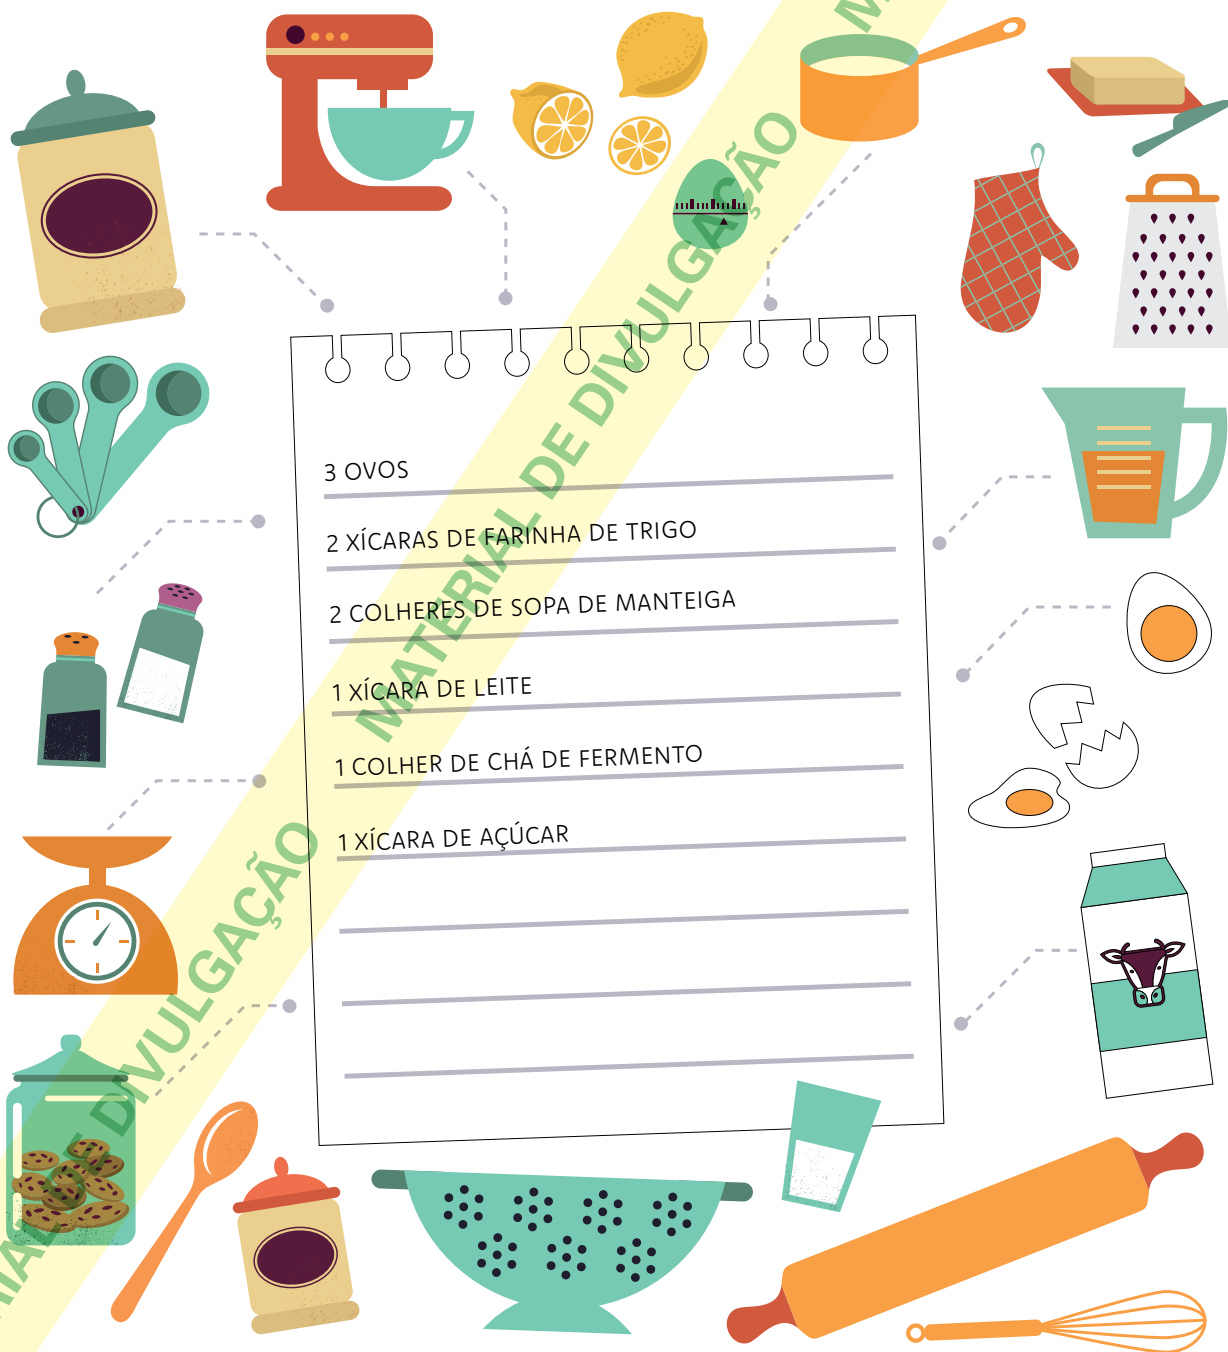 3 OVOS
2 XÍCARAS DE FARINHA DE TRIGO
2 COLHERES DE SOPA DE MANTEIGA
1 XÍCARA DE LEITE
1 COLHER DE CHÁ DE FERMENTO
1 XÍCARA DE AÇÚCAR
MATERIAL DE DIVULGAÇÃO
DE DIVULGAÇÃO